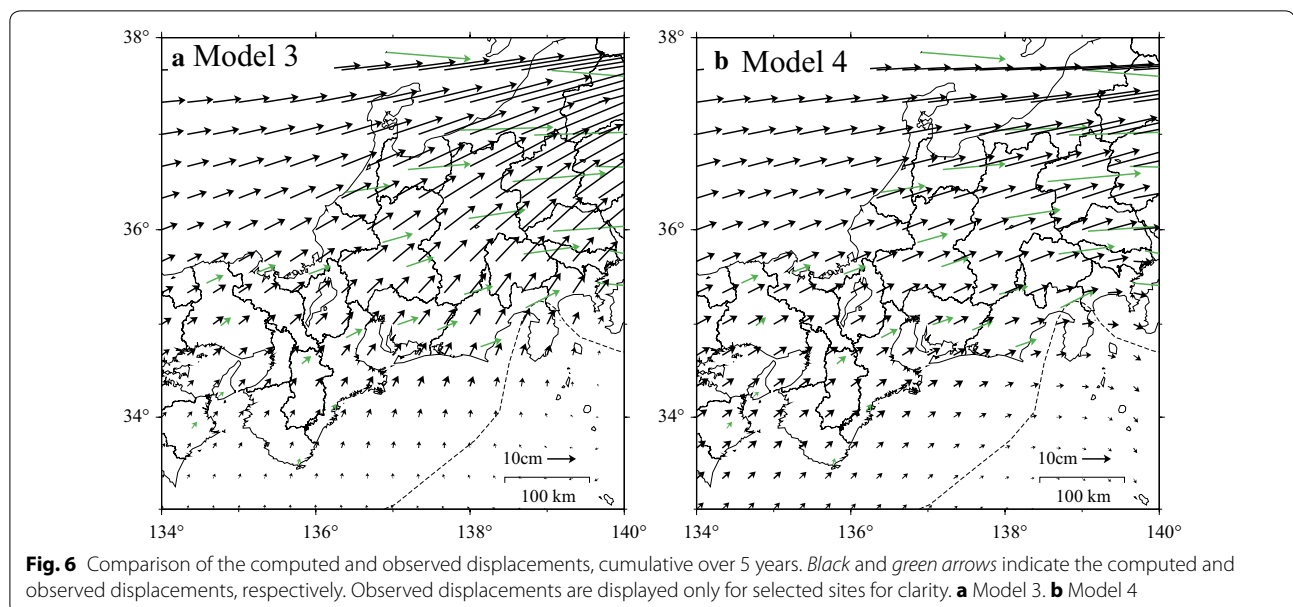 38°
36°
34°
a Model 3
10cm
100 km
134
136
138
140°
38°
36°
34°
b Model 4
10cm
100 km
134
136
138
140°
Fig. 6 Comparison of the computed and observed displacements, cumulative over 5 years. Black and green arrows indicate the computed and
observed displacements, respectively. Observed displacements are displayed only for selected sites for clarity. a Model 3. b Model 4